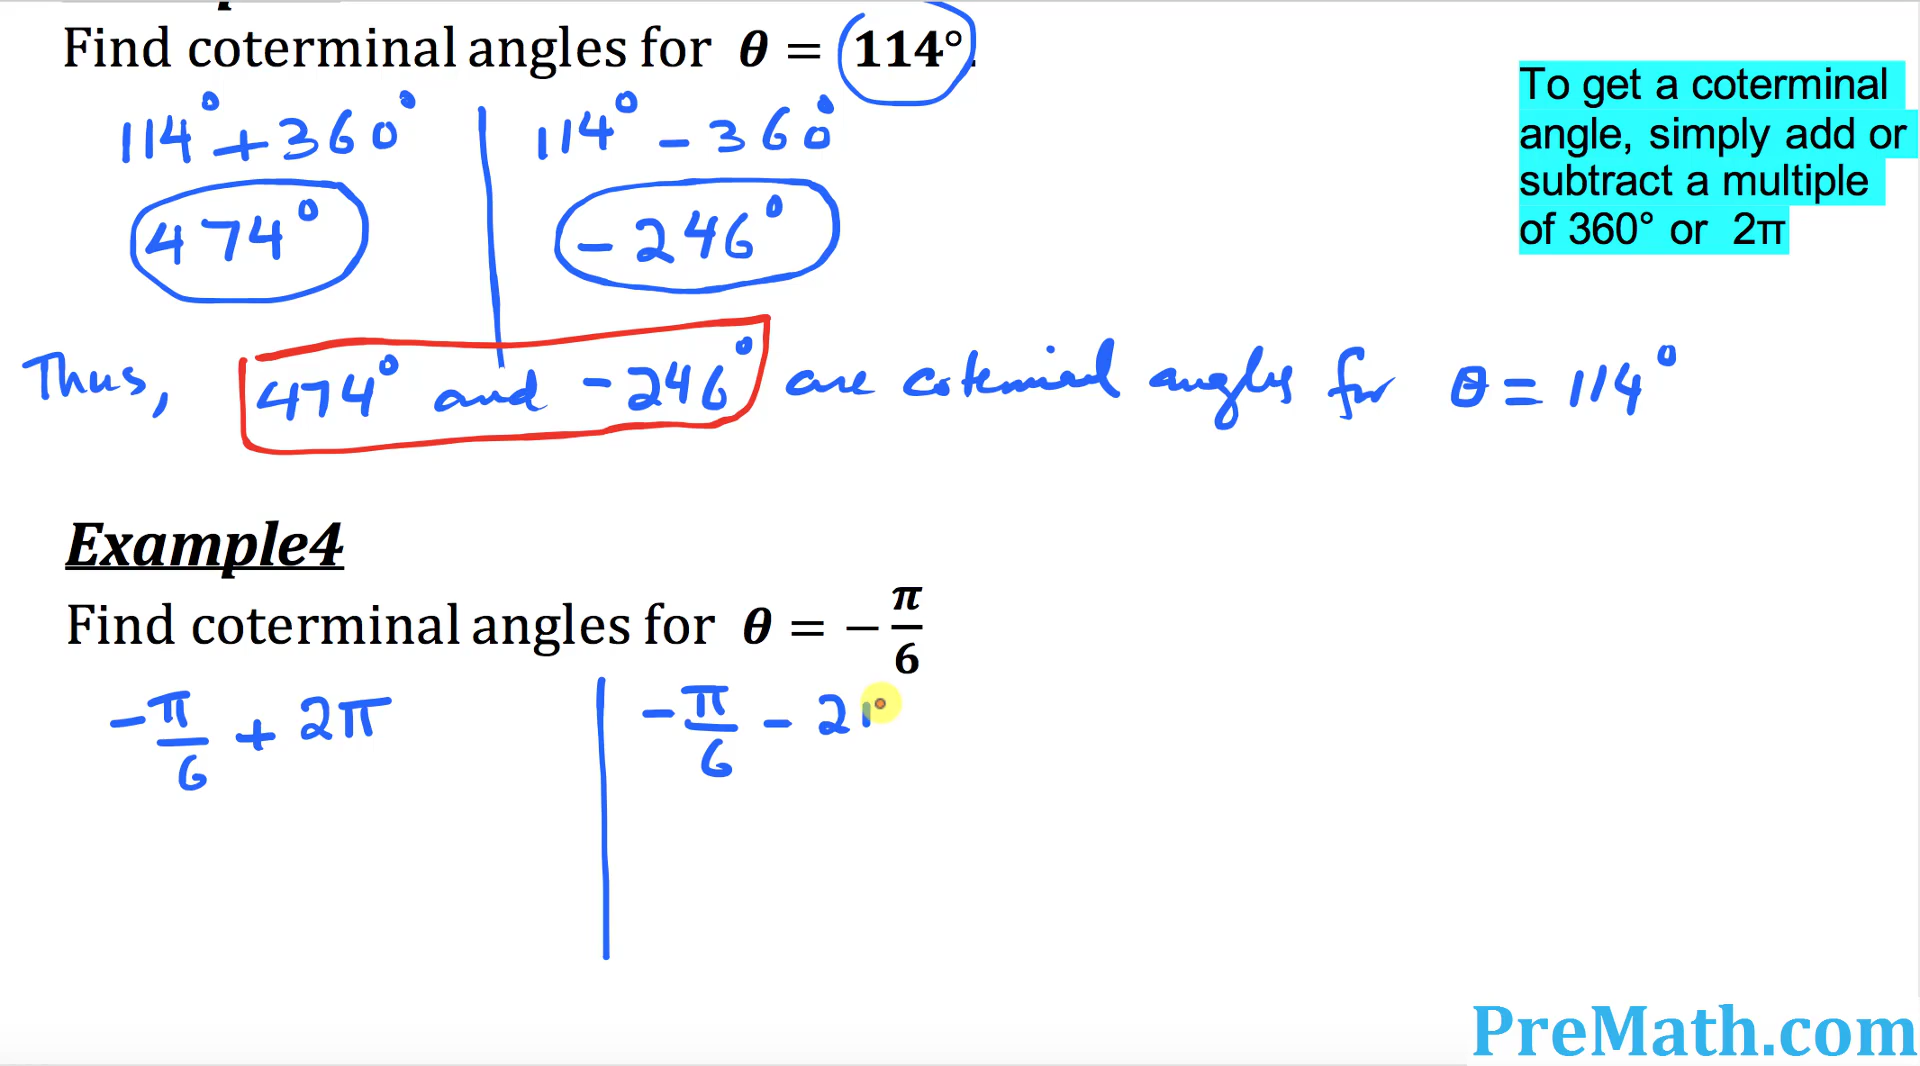 Find coterminal angles for θ = 114°.
114° + 360° | 114° - 360°
474° | -246°
Thus, 474° and -246° are coterminal angles for θ = 114°
To get a coterminal
angle, simply add or
subtract a multiple
of 360° or 2π
Example4
Find coterminal angles for θ = -π/6
-π/6 + 2π | -π/6 - 2
PreMath.com